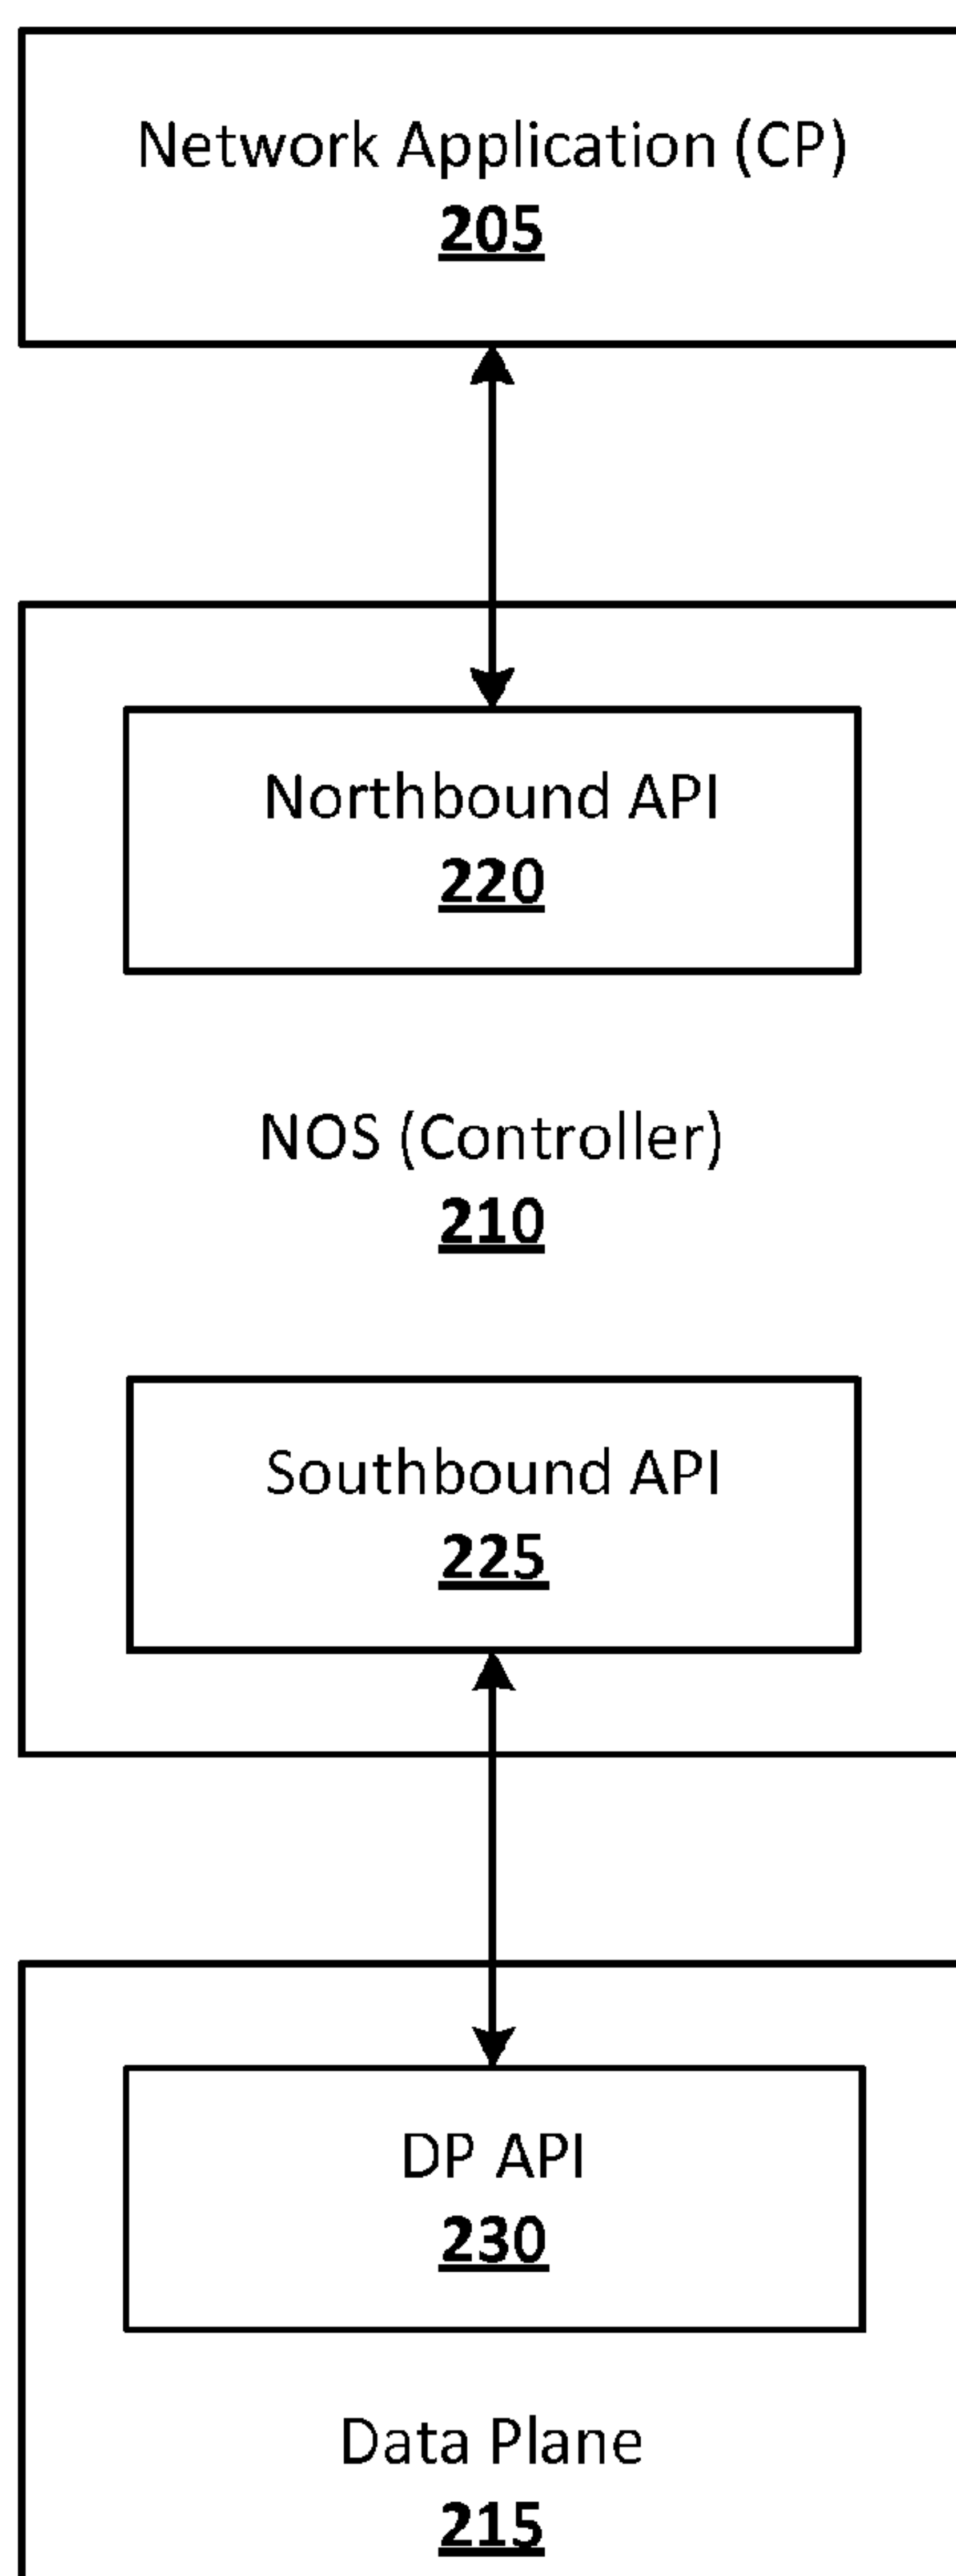 Network Application (CP)
205
Northbound API
220
NOS (Controller)
210
Southbound API
225
DP API
230
Data Plane
215